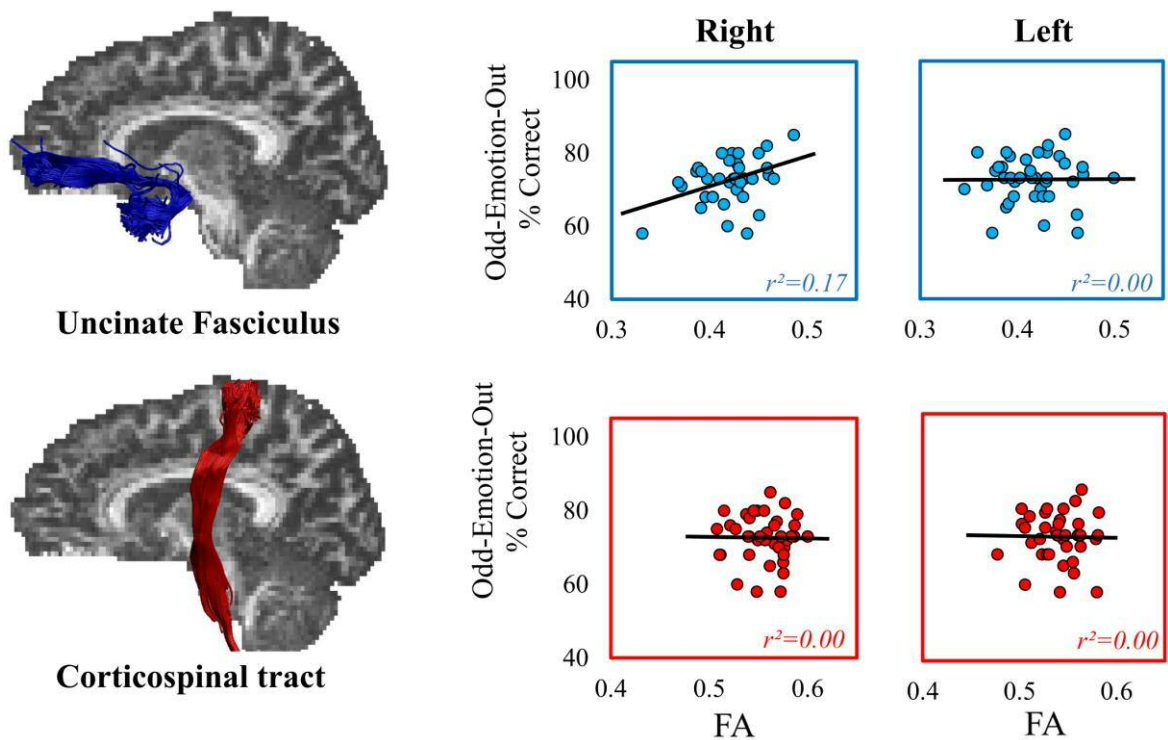 Right
Left
Uncinate Fasciculus
Odd-Emotion-Out
% Correct
100
80
60
40
r²=0.17
0.3
0.4
0.5
r²=0.00
0.3
0.4
0.5
Corticospinal tract
Odd-Emotion-Out
% Correct
100
80
60
40
r²=0.00
0.4
0.5
0.6
FA
r²=0.00
0.4
0.5
0.6
FA